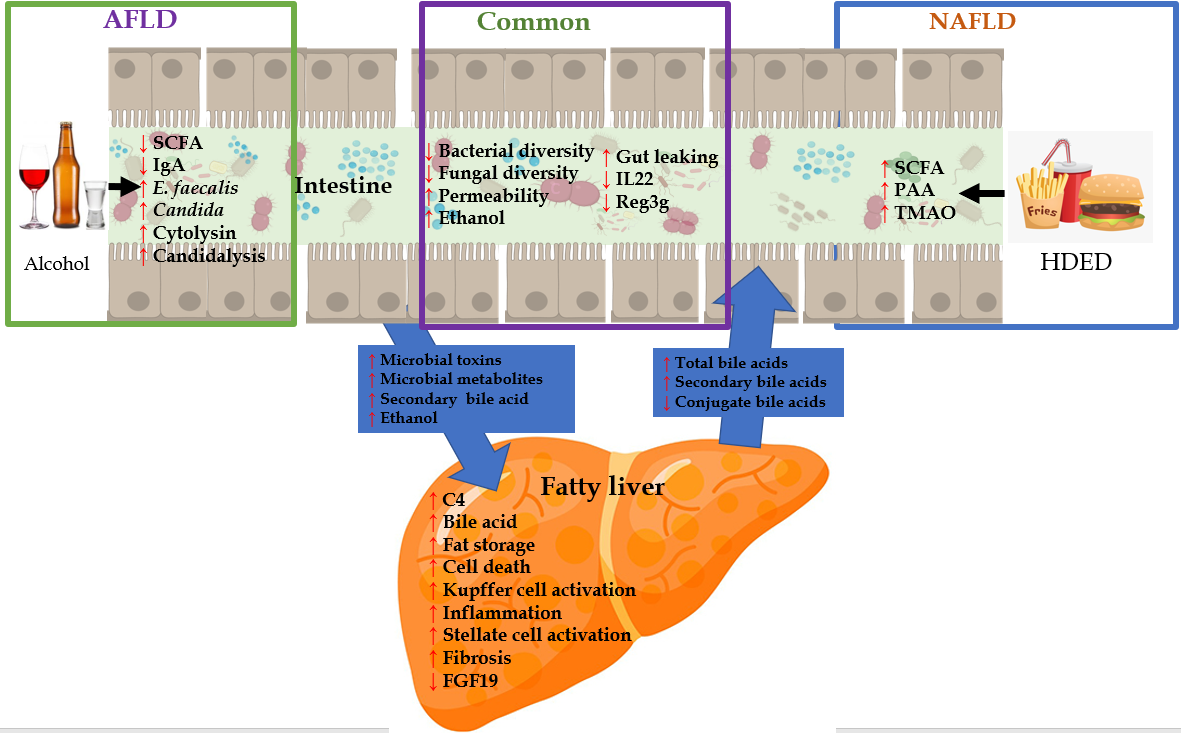 AFLD
Common
NAFLD
↓ SCFA
↓ IgA
↑ E. faecalis
↑ Candida
↑ Cytolysin
↑ Candidalysis
Alcohol
Intestine
↓ Bacterial diversity
↓ Fungal diversity
↑ Permeability
↑ Ethanol
↑ Gut leaking
↓ IL22
↓ Reg3g
↑ SCFA
↑ PAA
↑ TMAO
Fries
HDED
↑ Microbial toxins
↑ Microbial metabolites
↑ Secondary bile acid
↑ Ethanol
↑ Total bile acids
↑ Secondary bile acids
↓ Conjugate bile acids
Fatty liver
↑ C4
↑ Bile acid
↑ Fat storage
↑ Cell death
↑ Kupffer cell activation
↑ Inflammation
↑ Stellate cell activation
↑ Fibrosis
↓ FGF19